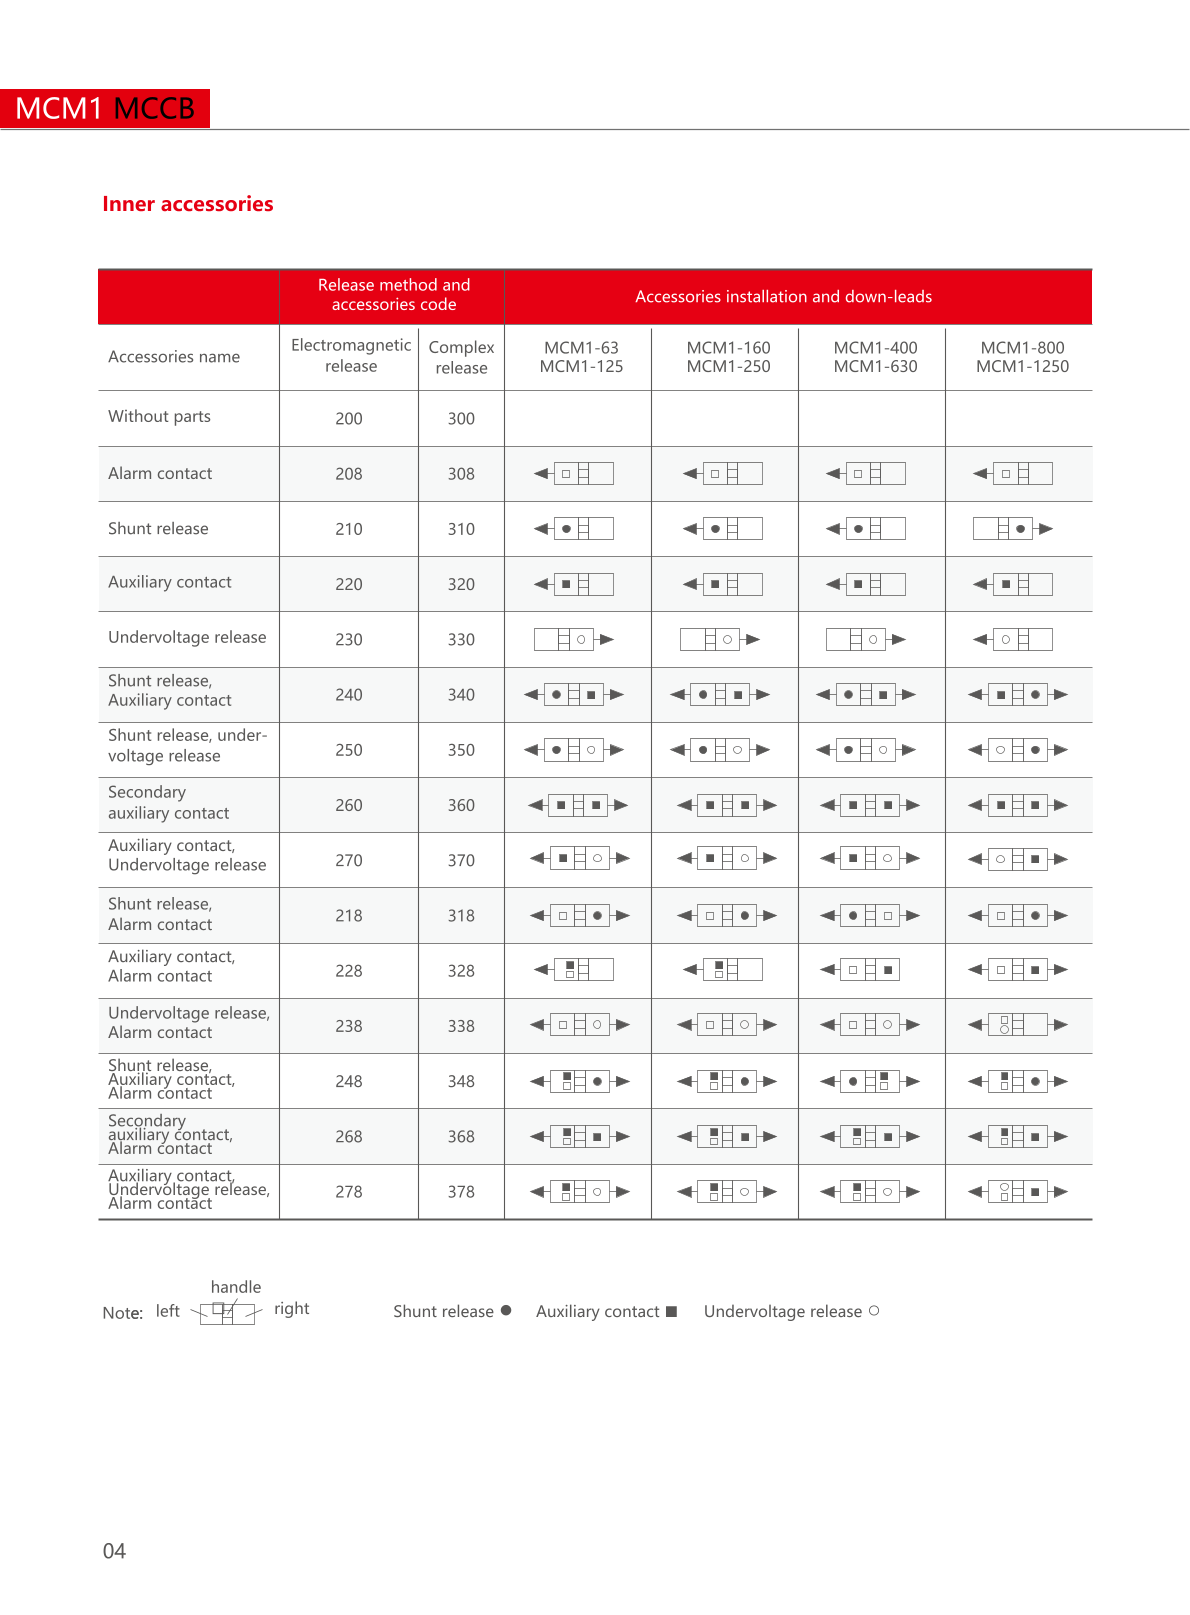 MCM1 MCCB
Inner accessories
Release method and
accessories code
Accessories installation and down-leads
Accessories name
Electromagnetic
release
Complex
release
MCM1-63
MCM1-125
MCM1-160
MCM1-250
MCM1-400
MCM1-630
MCM1-800
MCM1-1250
Without parts
200
300
Alarm contact
208
308
Shunt release
210
310
Auxiliary contact
220
320
Undervoltage release
230
330
Shunt release,
Auxiliary contact
240
340
Shunt release, under-
voltage release
250
350
Secondary
auxiliary contact
260
360
Auxiliary contact,
Undervoltage release
270
370
Shunt release,
Alarm contact
218
318
Auxiliary contact,
Alarm contact
228
328
Undervoltage release,
Alarm contact
238
338
Shunt release,
Auxiliary contact,
Alarm contact
248
348
Secondary
auxiliary contact,
Alarm contact
268
368
Auxiliary contact,
Undervoltage release,
Alarm contact
278
378
Note:
left
handle
right
Shunt release ●
Auxiliary contact ■
Undervoltage release ○
04